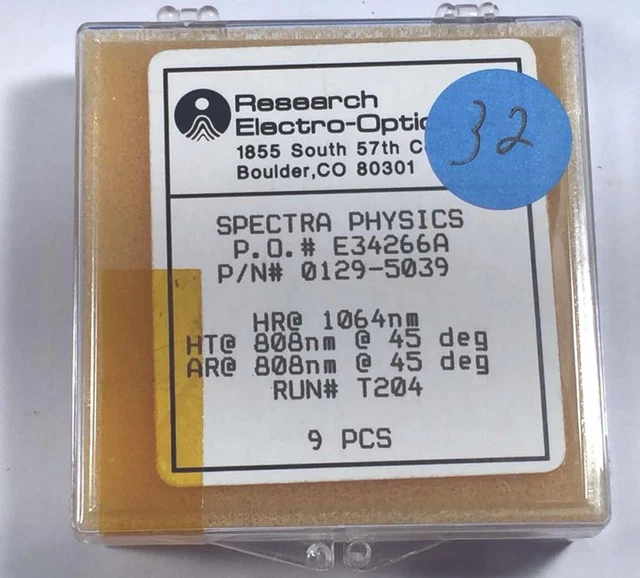 Research
Electro-Optic
1855 South 57th C
Boulder, CO 80301
32
SPECTRA PHYSICS
P.O.# E34266A
P/N# 0129-5039
HR@ 1064nm
HT@ 808nm @ 45 deg
AR@ 808nm @ 45 deg
RUN# T204
9 PCS